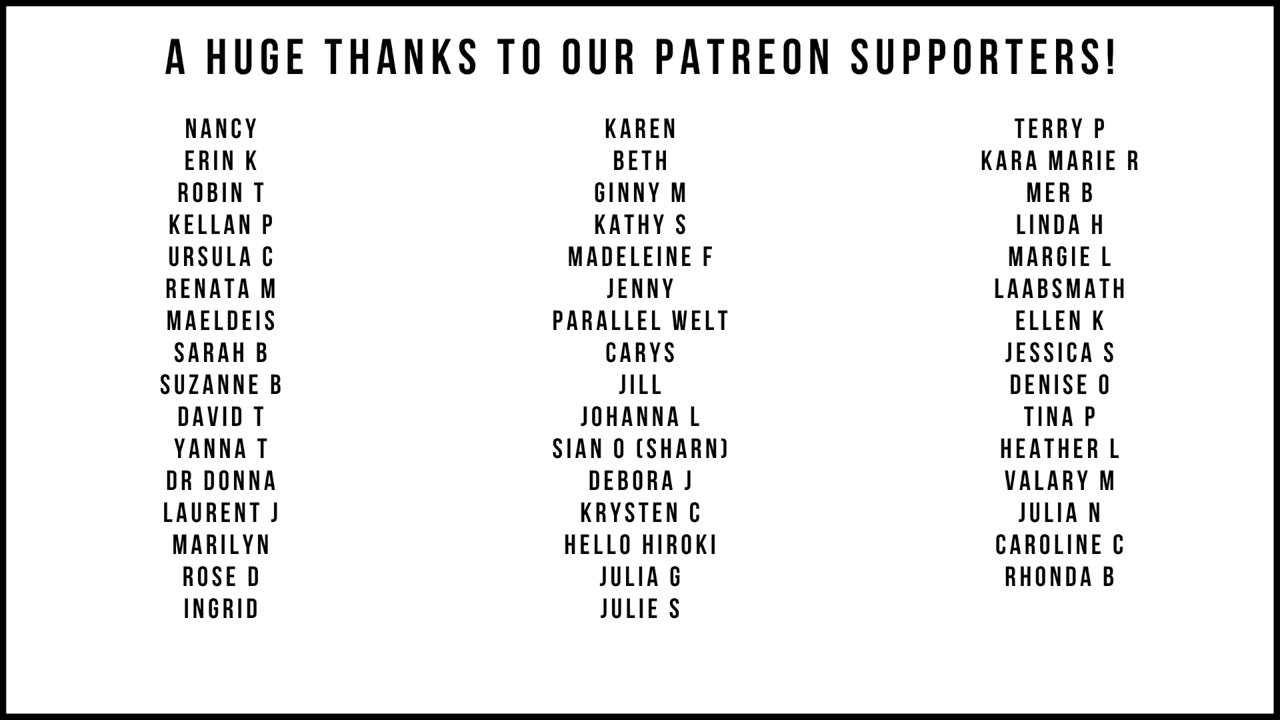 A HUGE THANKS TO OUR PATREON SUPPORTERS!
NANCY
ERIN K
ROBIN T
KELLAN P
URSULA C
RENATA M
MAELDEIS
SARAH B
SUZANNE B
DAVID T
YANNA T
DR DONNA
LAURENT J
MARILYN
ROSE D
INGRID
KAREN
BETH
GINNY M
KATHY S
MADELEINE F
JENNY
PARALLEL WELT
CARYS
JILL
JOHANNA L
SIAN O (SHARN)
DEBORA J
KRYSTEN C
HELLO HIROKI
JULIA G
JULIE S
TERRY P
KARA MARIE R
MER B
LINDA H
MARGIE L
LAABSMATH
ELLEN K
JESSICA S
DENISE O
TINA P
HEATHER L
VALARY M
JULIA N
CAROLINE C
RHONDA B